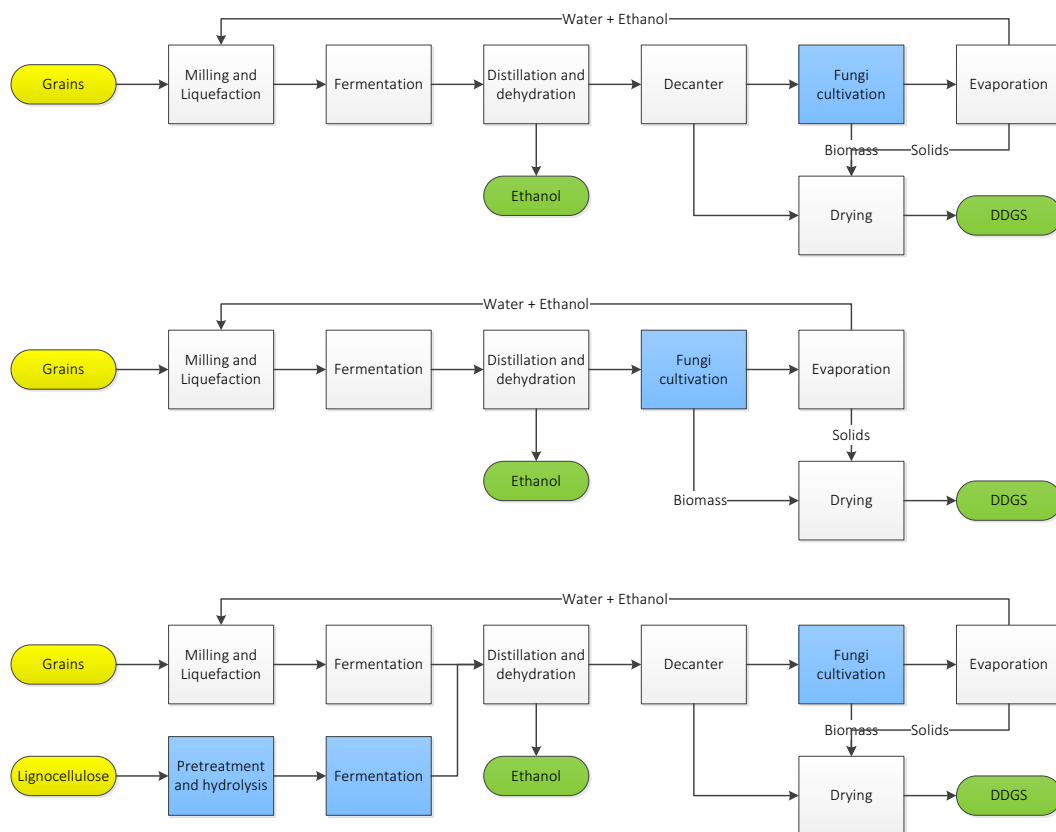 Water + Ethanol
Grains
Milling and
Liquefaction
Fermentation
Distillation and
dehydration
Decanter
Fungi
cultivation
Evaporation
Biomass
Solids
Ethanol
Drying
DDGS
Water + Ethanol
Grains
Milling and
Liquefaction
Fermentation
Distillation and
dehydration
Fungi
cultivation
Evaporation
Solids
Ethanol
Biomass
Drying
DDGS
Water + Ethanol
Grains
Milling and
Liquefaction
Fermentation
Distillation and
dehydration
Decanter
Fungi
cultivation
Evaporation
Biomass
Solids
Lignocellulose
Pretreatment
and hydrolysis
Fermentation
Ethanol
Drying
DDGS